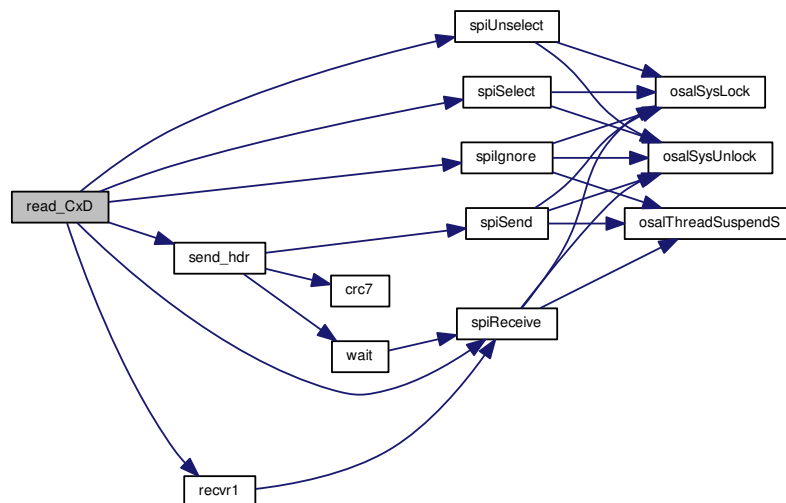 spiUnselect
spiSelect
osalSysLock
spiIgnore
osalSysUnlock
read_CxD
spiSend
osalThreadSuspendS
send_hdr
crc7
spiReceive
wait
recvr1